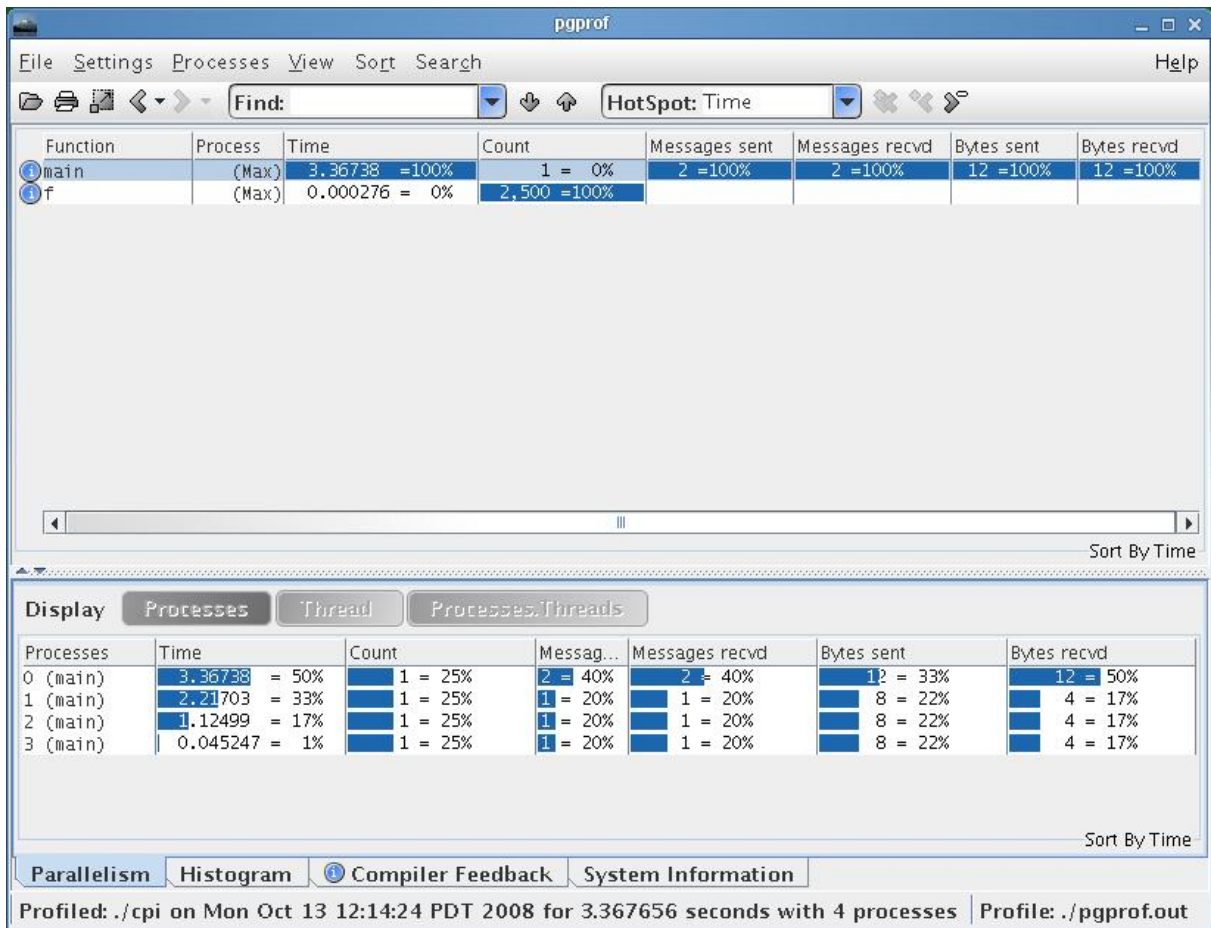 pgprof
File Settings Processes View Sort Search Help
Find: HotSpot: Time
Function Process Time Count Messages sent Messages recvd Bytes sent Bytes recvd
main (Max) 3.36738 =100% 1 = 0% 2 =100% 2 =100% 12 =100% 12 =100%
f (Max) 0.000276 = 0% 2,500 =100%
Sort By Time
Display Processes Thread Processes.Threads
Processes Time Count Messag... Messages recvd Bytes sent Bytes recvd
0 (main) 3.36738 = 50% 1 = 25% 2 = 40% 2 = 40% 12 = 33% 12 = 50%
1 (main) 2.21703 = 33% 1 = 25% 1 = 20% 1 = 20% 8 = 22% 4 = 17%
2 (main) 1.12499 = 17% 1 = 25% 1 = 20% 1 = 20% 8 = 22% 4 = 17%
3 (main) 0.045247 = 1% 1 = 25% 1 = 20% 1 = 20% 8 = 22% 4 = 17%
Sort By Time
Parallelism Histogram Compiler Feedback System Information
Profiled: ./cpi on Mon Oct 13 12:14:24 PDT 2008 for 3.367656 seconds with 4 processes Profile: ./pgprof.out